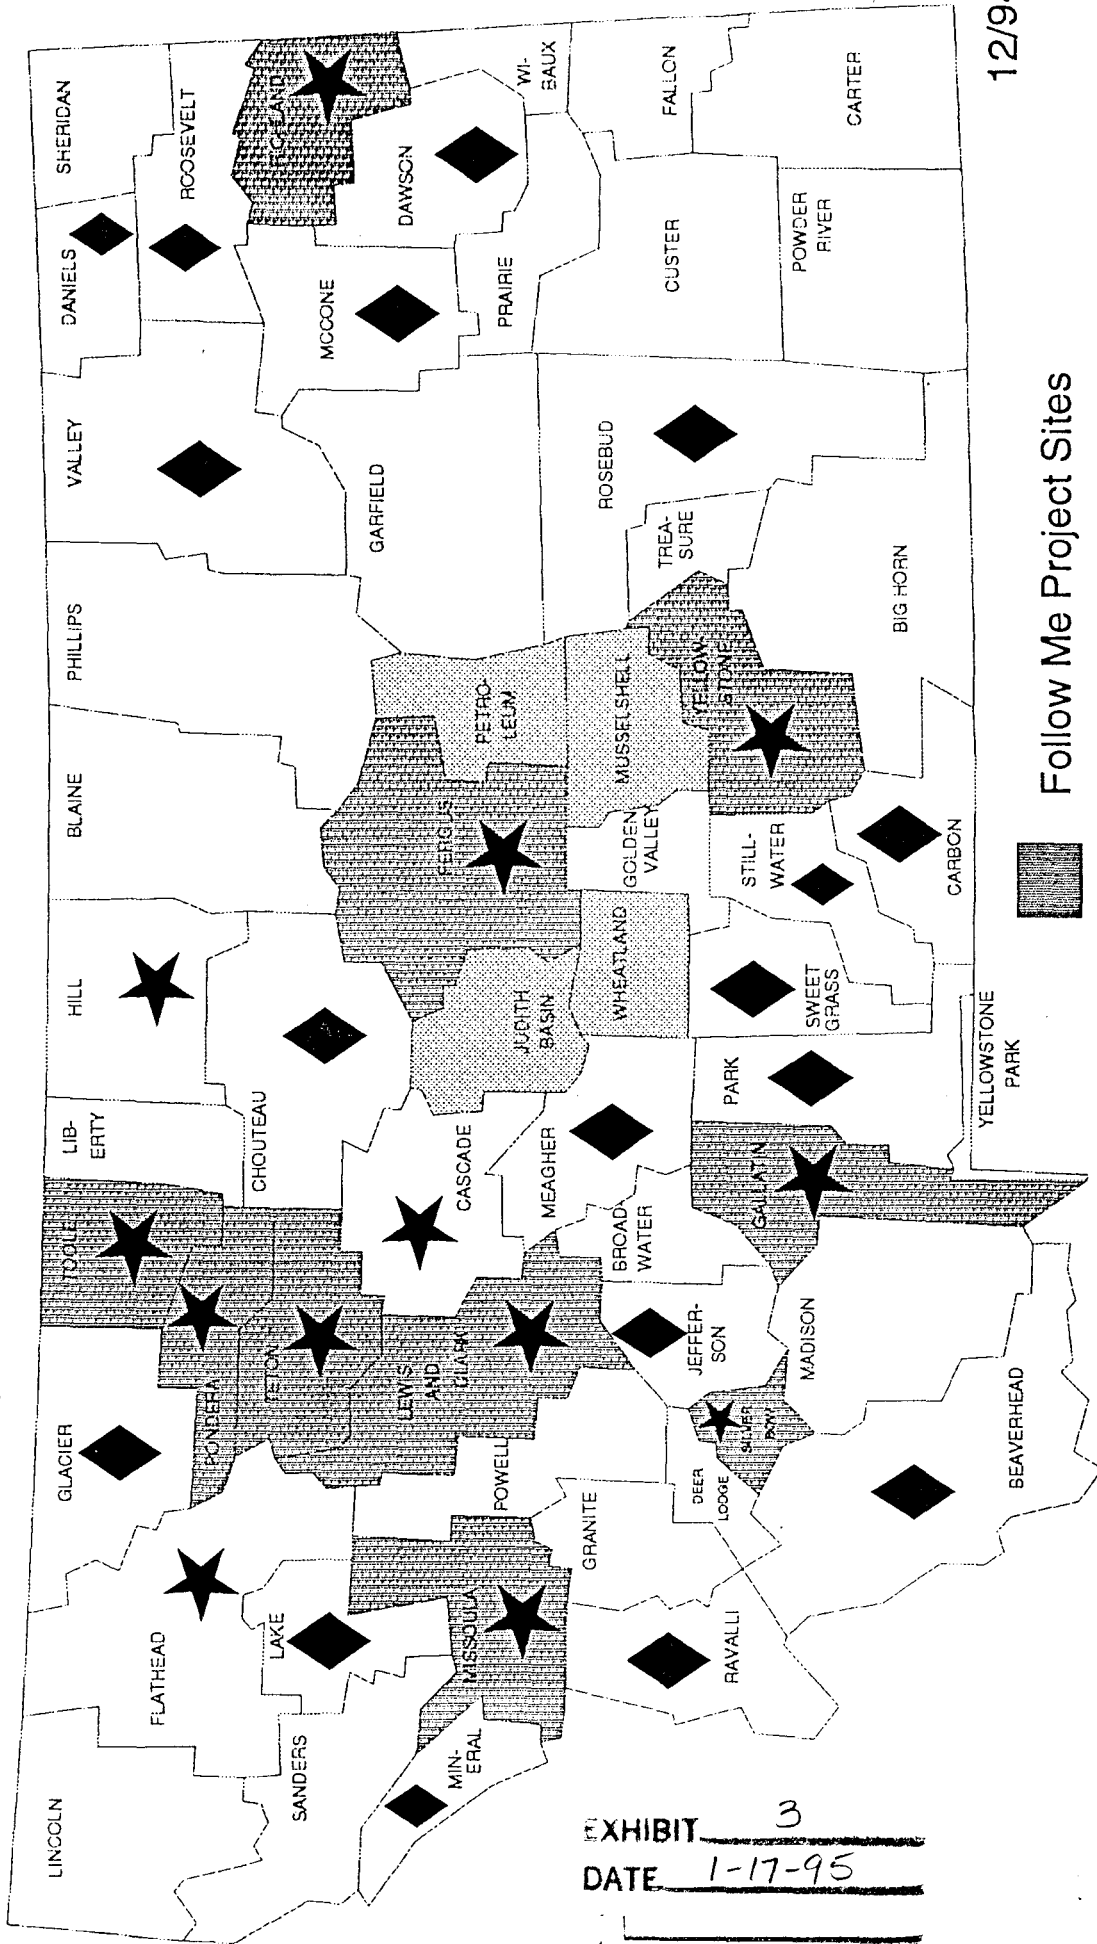 LINCOLN
FLATHEAD
GLACIER
TOOLE
LIB-
ERTY
HILL
BLAINE
PHILLIPS
VALLEY
DANIELS
SHERIDAN
ROOSEVELT
SANDERS
LAKE
PONDERA
TETON
CHOUTEAU
MCCONE
RICHLAND
MIN-
ERAL
MISSOULA
POWELL
LEWIS
AND
CLARK
CASCADE
JUDITH
BASIN
FERGUS
PETRO-
LEUM
GARFIELD
PRAIRIE
DAWSON
WI-
BAUX
GRANITE
MEAGHER
BROAD-
WATER
WHEATLAND
GOLDEN
VALLEY
MUSSELSHELL
TREA-
SURE
ROSEBUD
CUSTER
FALLON
RAVALLI
DEER
LODGE
SILVER
BOW
JEFFER-
SON
GALLATIN
PARK
SWEET
GRASS
STILL-
WATER
YELLOW-
STONE
POWDER
RIVER
CARTER
BEAVERHEAD
MADISON
YELLOWSTONE
PARK
CARBON
BIG HORN
Follow Me Project Sites
EXHIBIT 3
DATE 1-17-95